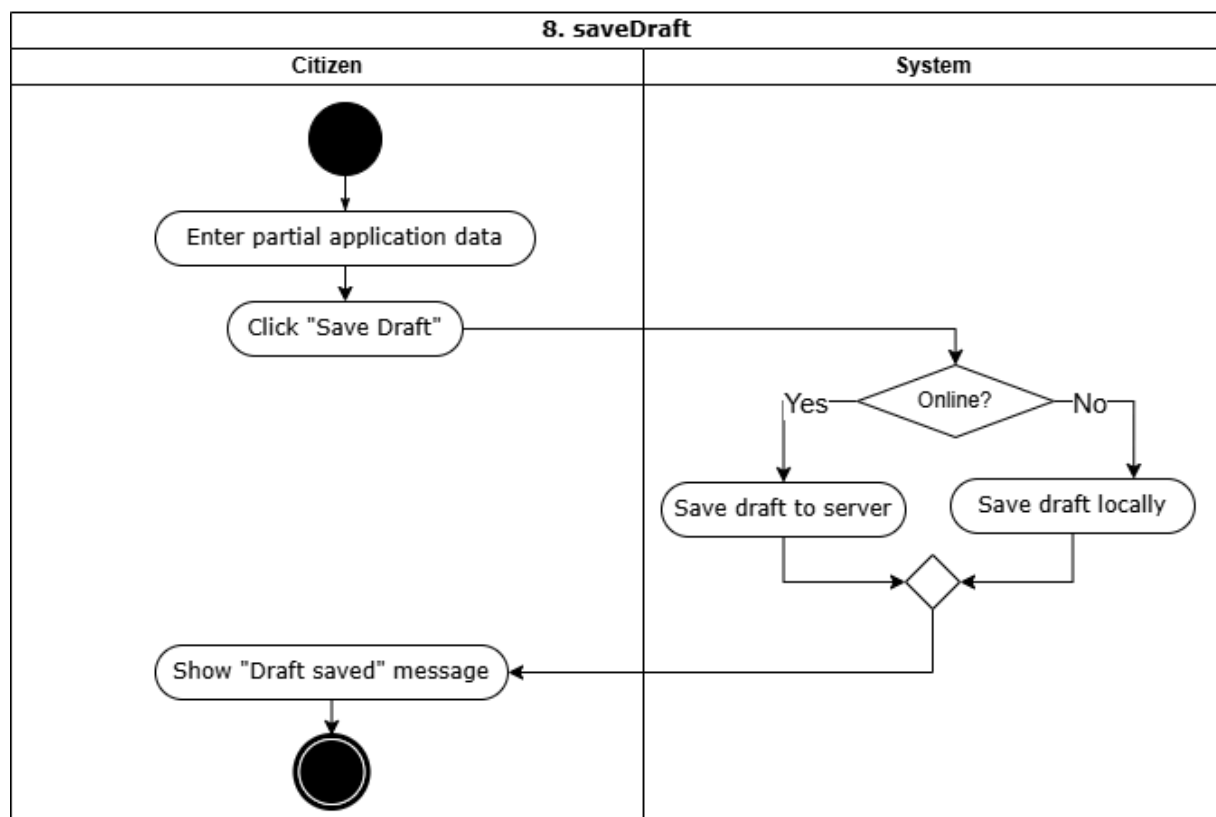 8. saveDraft
Citizen
System
Enter partial application data
Click "Save Draft"
Online?
Yes
No
Save draft to server
Save draft locally
Show "Draft saved" message